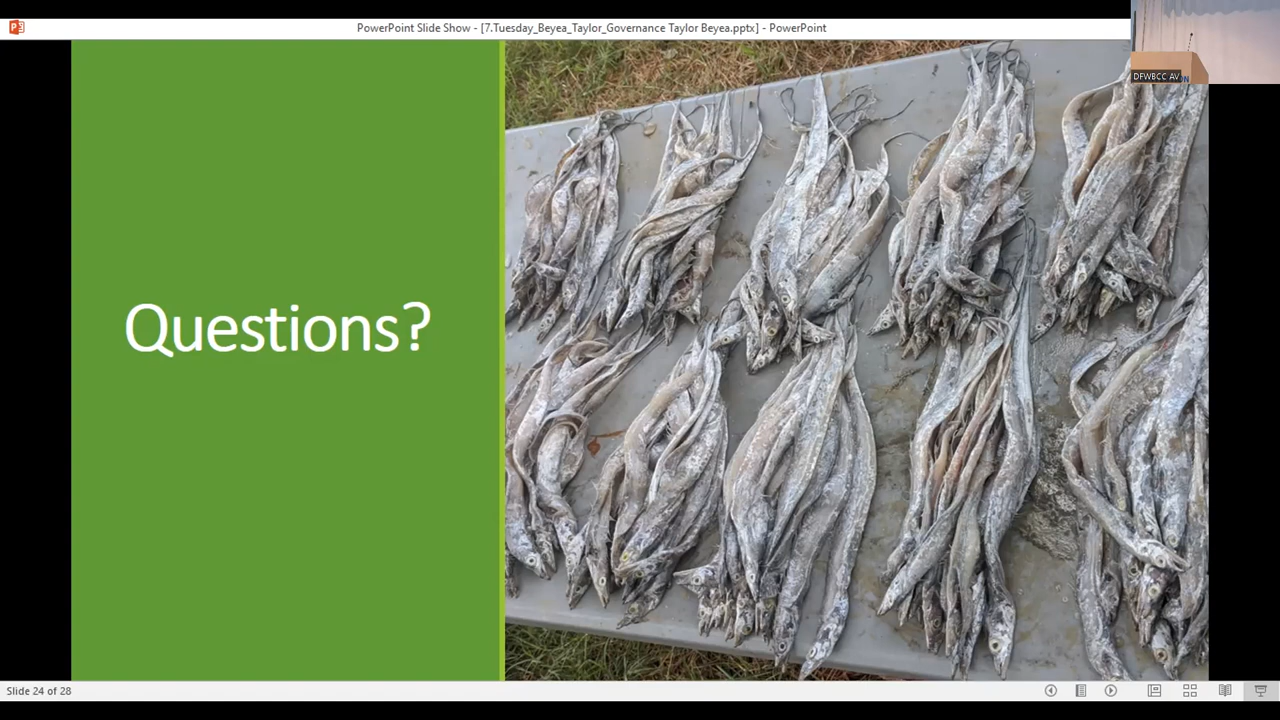 PowerPoint Slide Show - [7.Tuesday_Beyea_Taylor_Governance Taylor Beyea.pptx] - PowerPoint
DFWBCC AV
Questions?
Slide 24 of 28